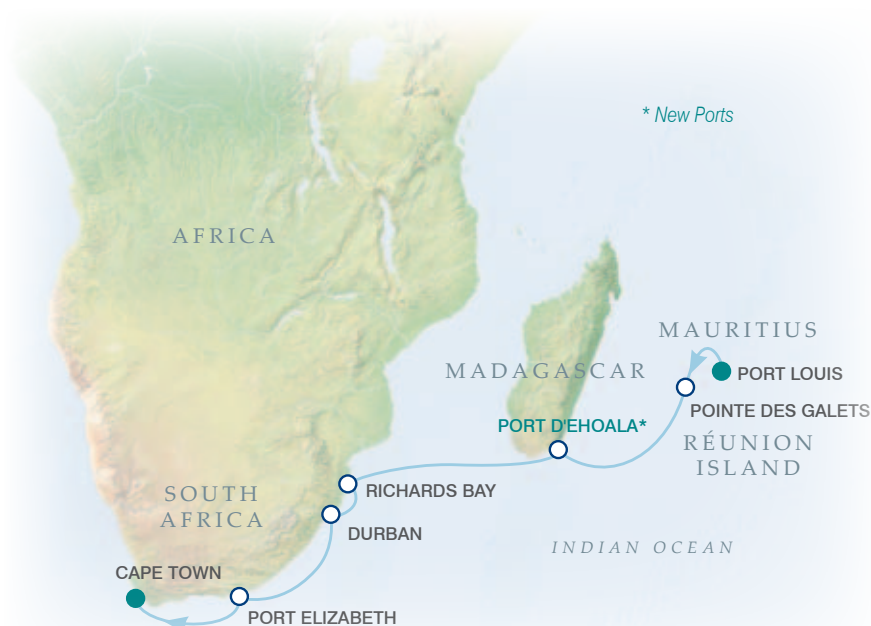 * New Ports
AFRICA
MAURITIUS
MADAGASCAR
PORT LOUIS
POINTE DES GALETS
PORT D'EHOALA*
RÉUNION
ISLAND
RICHARDS BAY
SOUTH
AFRICA
DURBAN
INDIAN OCEAN
CAPE TOWN
PORT ELIZABETH